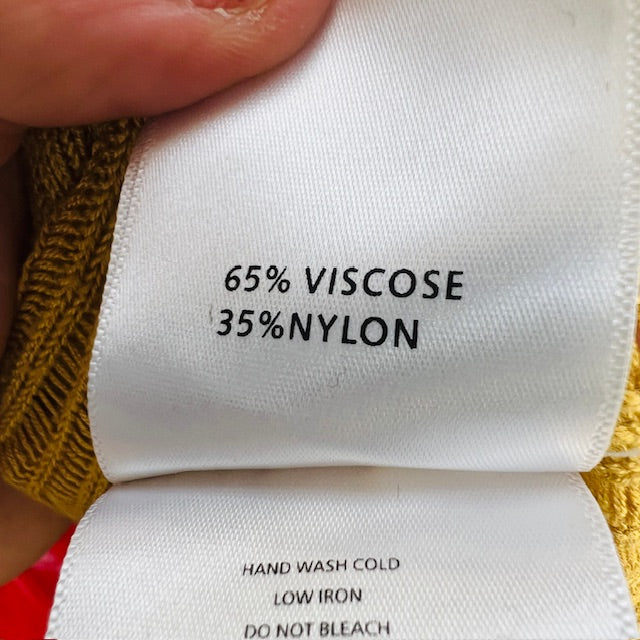 65% VISCOSE
35%NYLON
HAND WASH COLD
LOW IRON
DO NOT BLEACH